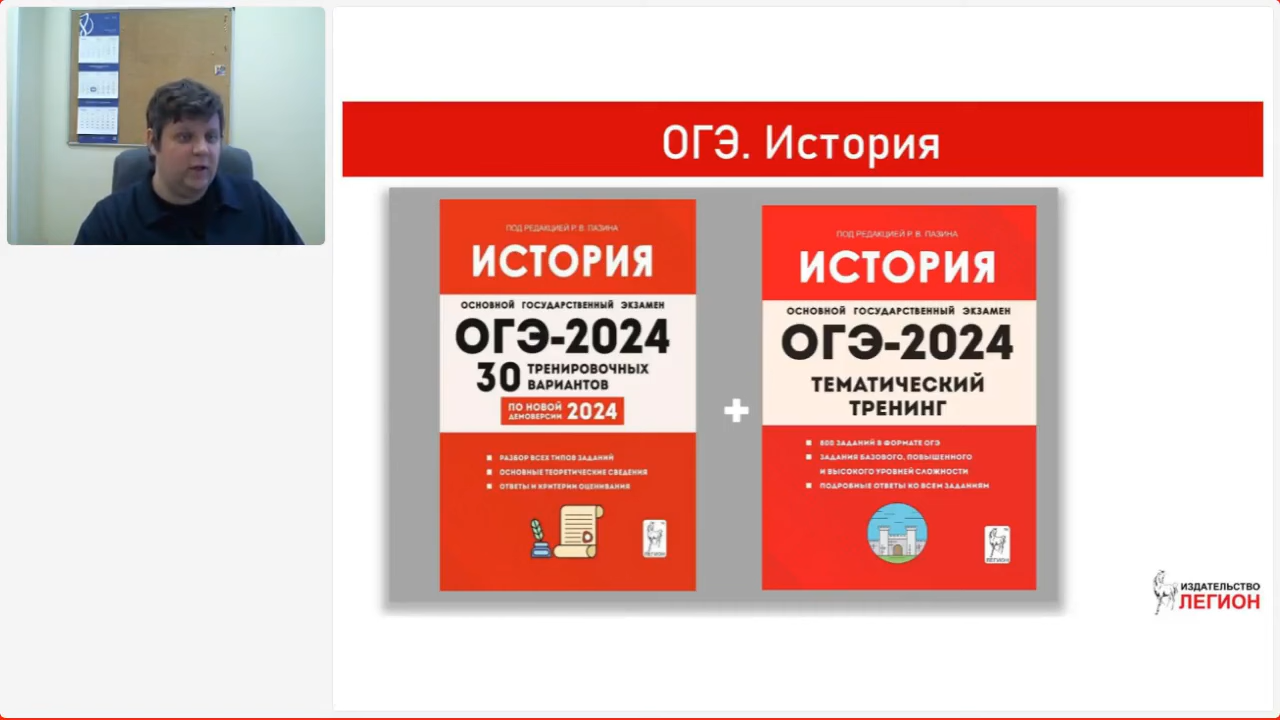 ОГЭ. История
ПОД РЕДАКЦИЕЙ Р. В. ПАЗИНА
ИСТОРИЯ
ОСНОВНОЙ ГОСУДАРСТВЕННЫЙ ЭКЗАМЕН
ОГЭ-2024
30 ТРЕНИРОВОЧНЫХ
ВАРИАНТОВ
ПО НОВОЙ
ДЕМОВЕРСИИ 2024
РАЗБОР ВСЕХ ТИПОВ ЗАДАНИЙ
ОСНОВНЫЕ ТЕОРЕТИЧЕСКИЕ СВЕДЕНИЯ
ОТВЕТЫ И КРИТЕРИИ ОЦЕНИВАНИЯ
ЛЕГИОН
+
ПОД РЕДАКЦИЕЙ Р. В. ПАЗИНА
ИСТОРИЯ
ОСНОВНОЙ ГОСУДАРСТВЕННЫЙ ЭКЗАМЕН
ОГЭ-2024
ТЕМАТИЧЕСКИЙ
ТРЕНИНГ
800 ЗАДАНИЙ В ФОРМАТЕ ОГЭ
ЗАДАНИЯ БАЗОВОГО, ПОВЫШЕННОГО
И ВЫСОКОГО УРОВНЕЙ СЛОЖНОСТИ
ПОДРОБНЫЕ ОТВЕТЫ КО ВСЕМ ЗАДАНИЯМ
ЛЕГИОН
ИЗДАТЕЛЬСТВО
ЛЕГИОН